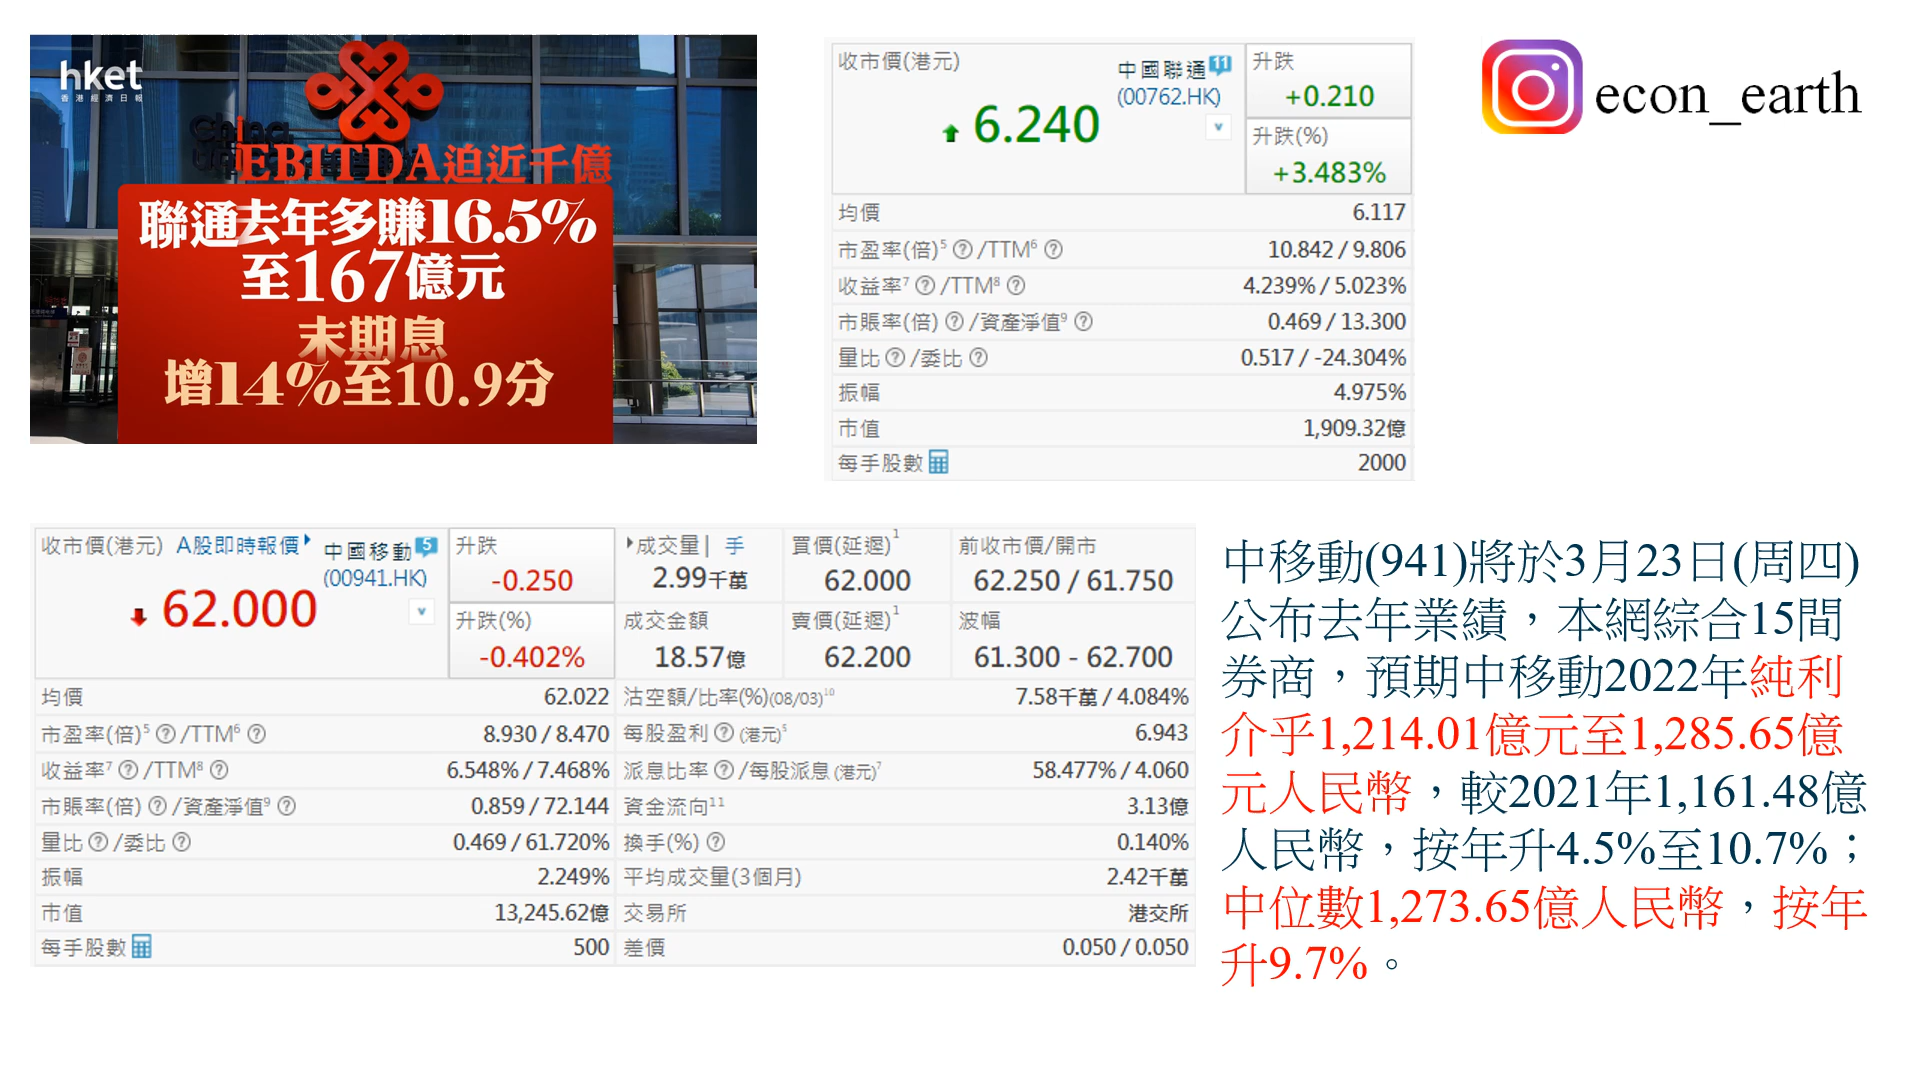 hket
香港經濟日報
China
EBITDA迫近千億
聯通去年多賺16.5%
至167億元
末期息
增14%至10.9分
收市價(港元)
中國聯通 11
(00762.HK)
6.240
升跌
+0.210
升跌(%)
+3.483%
均價 6.117
市盈率(倍)5 ? /TTM6 ? 10.842 / 9.806
收益率7 ? /TTM8 ? 4.239% / 5.023%
市賬率(倍) ? /資產淨值9 ? 0.469 / 13.300
量比 ? /委比 ? 0.517 / -24.304%
振幅 4.975%
市值 1,909.32億
每手股數 2000
econ_earth
收市價(港元) A股即時報價
中國移動 5
(00941.HK)
62.000
升跌
-0.250
升跌(%)
-0.402%
成交量| 手
2.99千萬
買價(延遲)1
62.000
前收市價/開市
62.250 / 61.750
成交金額
18.57億
賣價(延遲)1
62.200
波幅
61.300 - 62.700
均價 62.022 沽空額/比率(%)(08/03)10 7.58千萬 / 4.084%
市盈率(倍)5 ? /TTM6 ? 8.930 / 8.470 每股盈利 ? (港元)5 6.943
收益率7 ? /TTM8 ? 6.548% / 7.468% 派息比率 ? /每股派息 (港元)7 58.477% / 4.060
市賬率(倍) ? /資產淨值9 ? 0.859 / 72.144 資金流向11 3.13億
量比 ? /委比 ? 0.469 / 61.720% 換手(%) ? 0.140%
振幅 2.249% 平均成交量(3個月) 2.42千萬
市值 13,245.62億 交易所 港交所
每手股數 500 差價 0.050 / 0.050
中移動(941)將於3月23日(周四)
公布去年業績，本網綜合15間
券商，預期中移動2022年純利
介乎1,214.01億元至1,285.65億
元人民幣，較2021年1,161.48億
人民幣，按年升4.5%至10.7%；
中位數1,273.65億人民幣，按年
升9.7%。